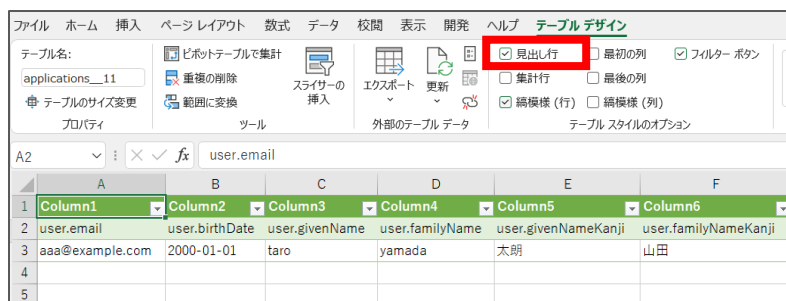 ファイル ホーム 挿入 ページ レイアウト 数式 データ 校閲 表示 開発 ヘルプ テーブル デザイン
テーブル名:
applications__11
テーブルのサイズ変更
プロパティ
ピボットテーブルで集計
重複の削除
範囲に変換
スライサーの
挿入
ツール
エクスポート 更新
外部のテーブル データ
見出し行 最初の列 フィルター ボタン
集計行 最後の列
縞模様 (行) 縞模様 (列)
テーブル スタイルのオプション
A2 fx user.email
A B C D E F
1 Column1 Column2 Column3 Column4 Column5 Column6
2 user.email user.birthDate user.givenName user.familyName user.givenNameKanji user.familyNameKanji
3 aaa@example.com 2000-01-01 taro yamada 太朗 山田
4
5